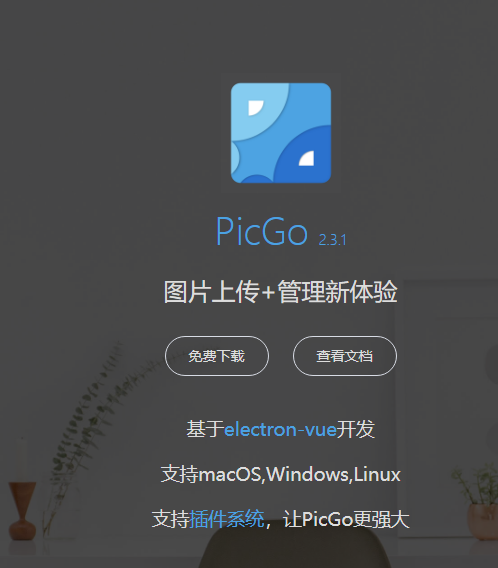 PicGo 2.3.1
图片上传+管理新体验
免费下载 查看文档
基于electron-vue开发
支持macOS,Windows,Linux
支持插件系统，让PicGo更强大